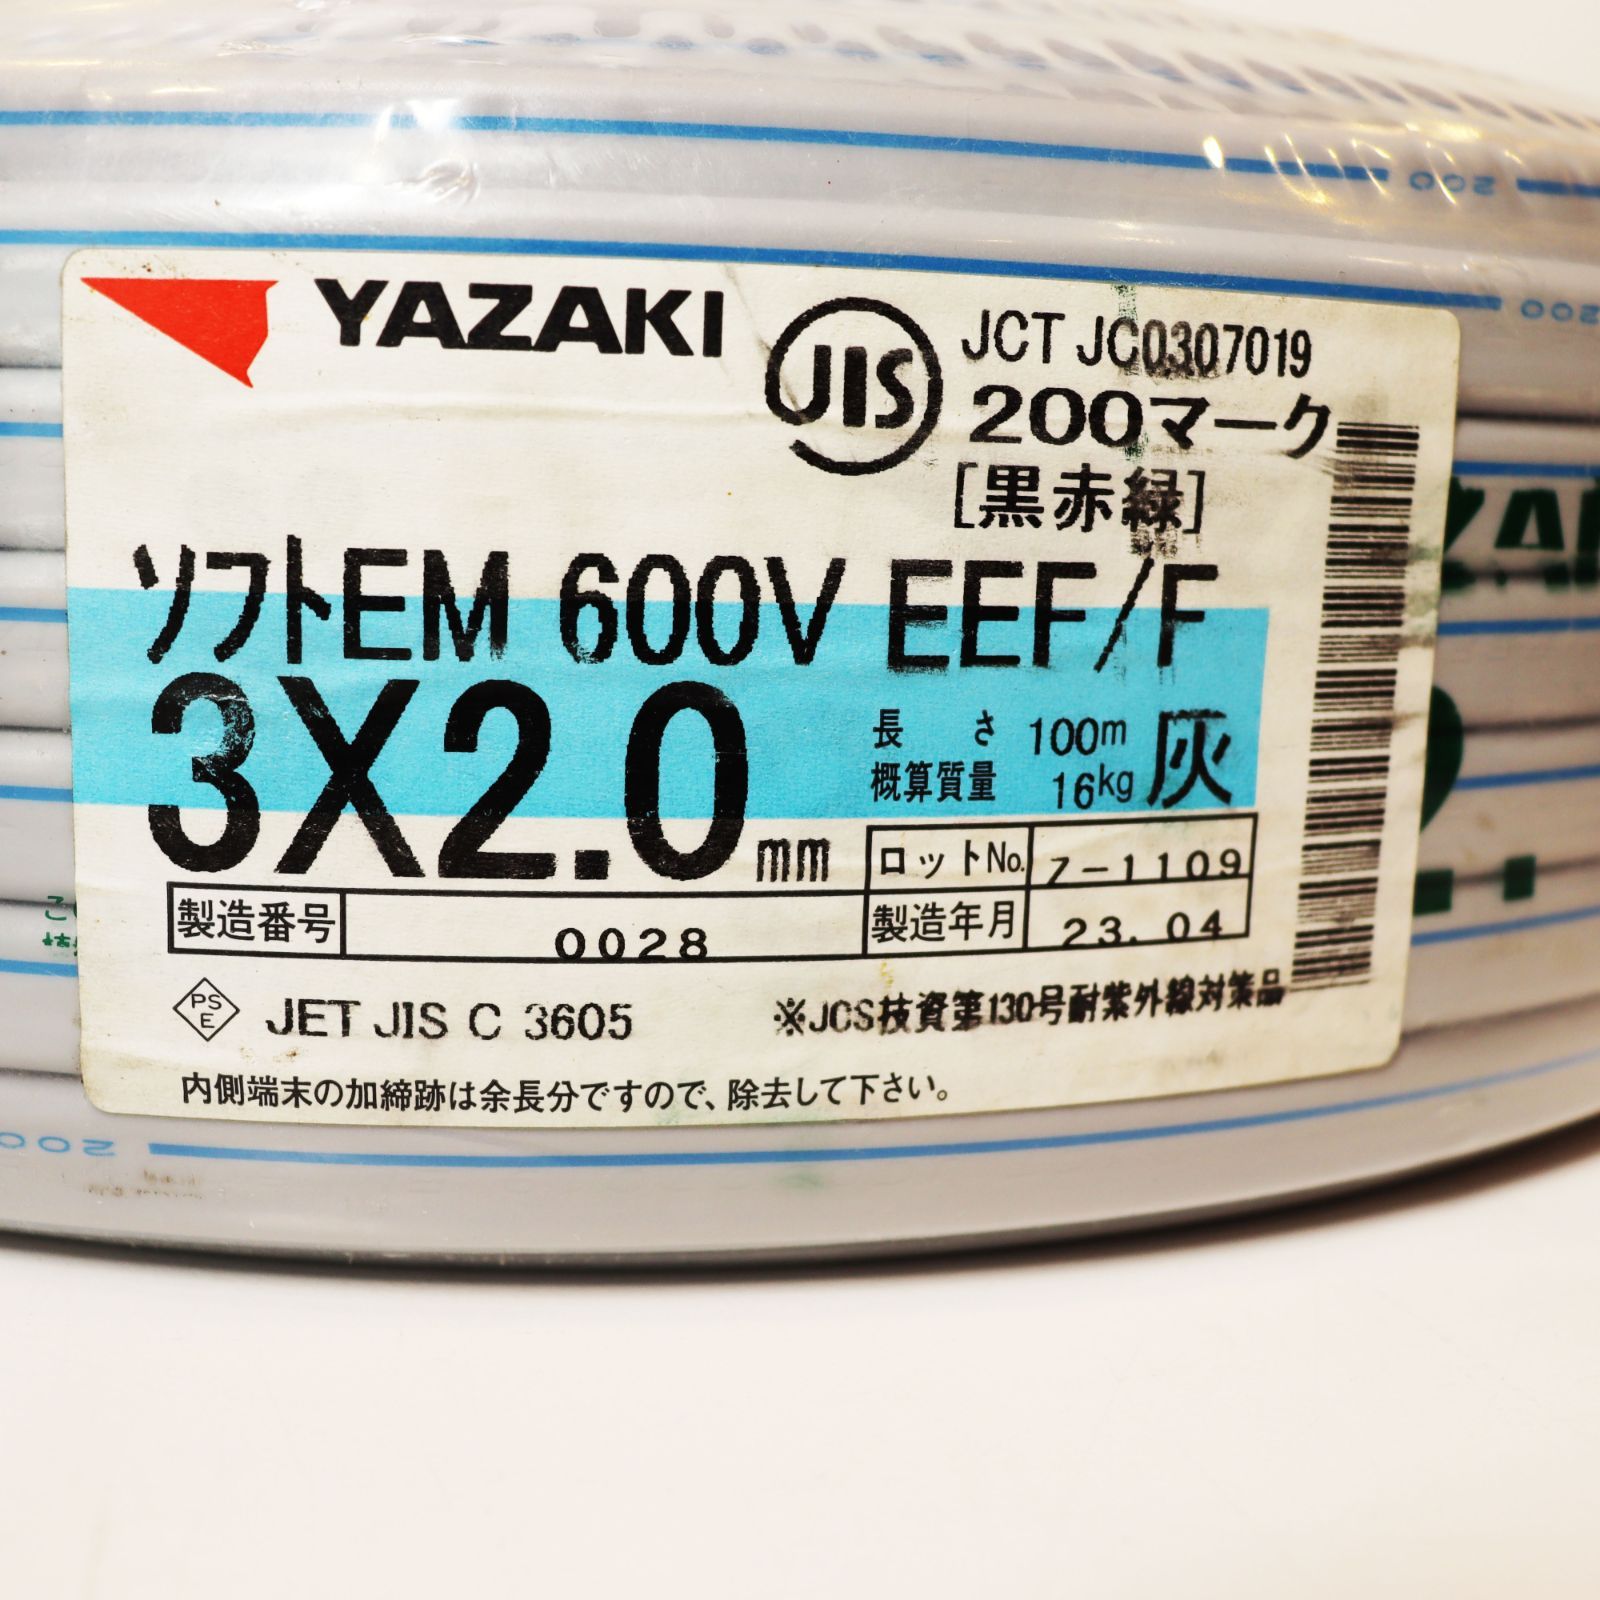 200
200
YAZAKI
JIS
JCT JC0307019
200マーク
[黒赤緑]
ソフトEM 600V EEF/F
3X2.0mm
長さ 100m
概算質量 16kg
灰
ロットNo. Z-1109
製造番号 0028
製造年月 23.04
PS
E
JET JIS C 3605
※JCS技資第130号耐紫外線対策品
内側端末の加締跡は余長分ですので、除去して下さい。
200